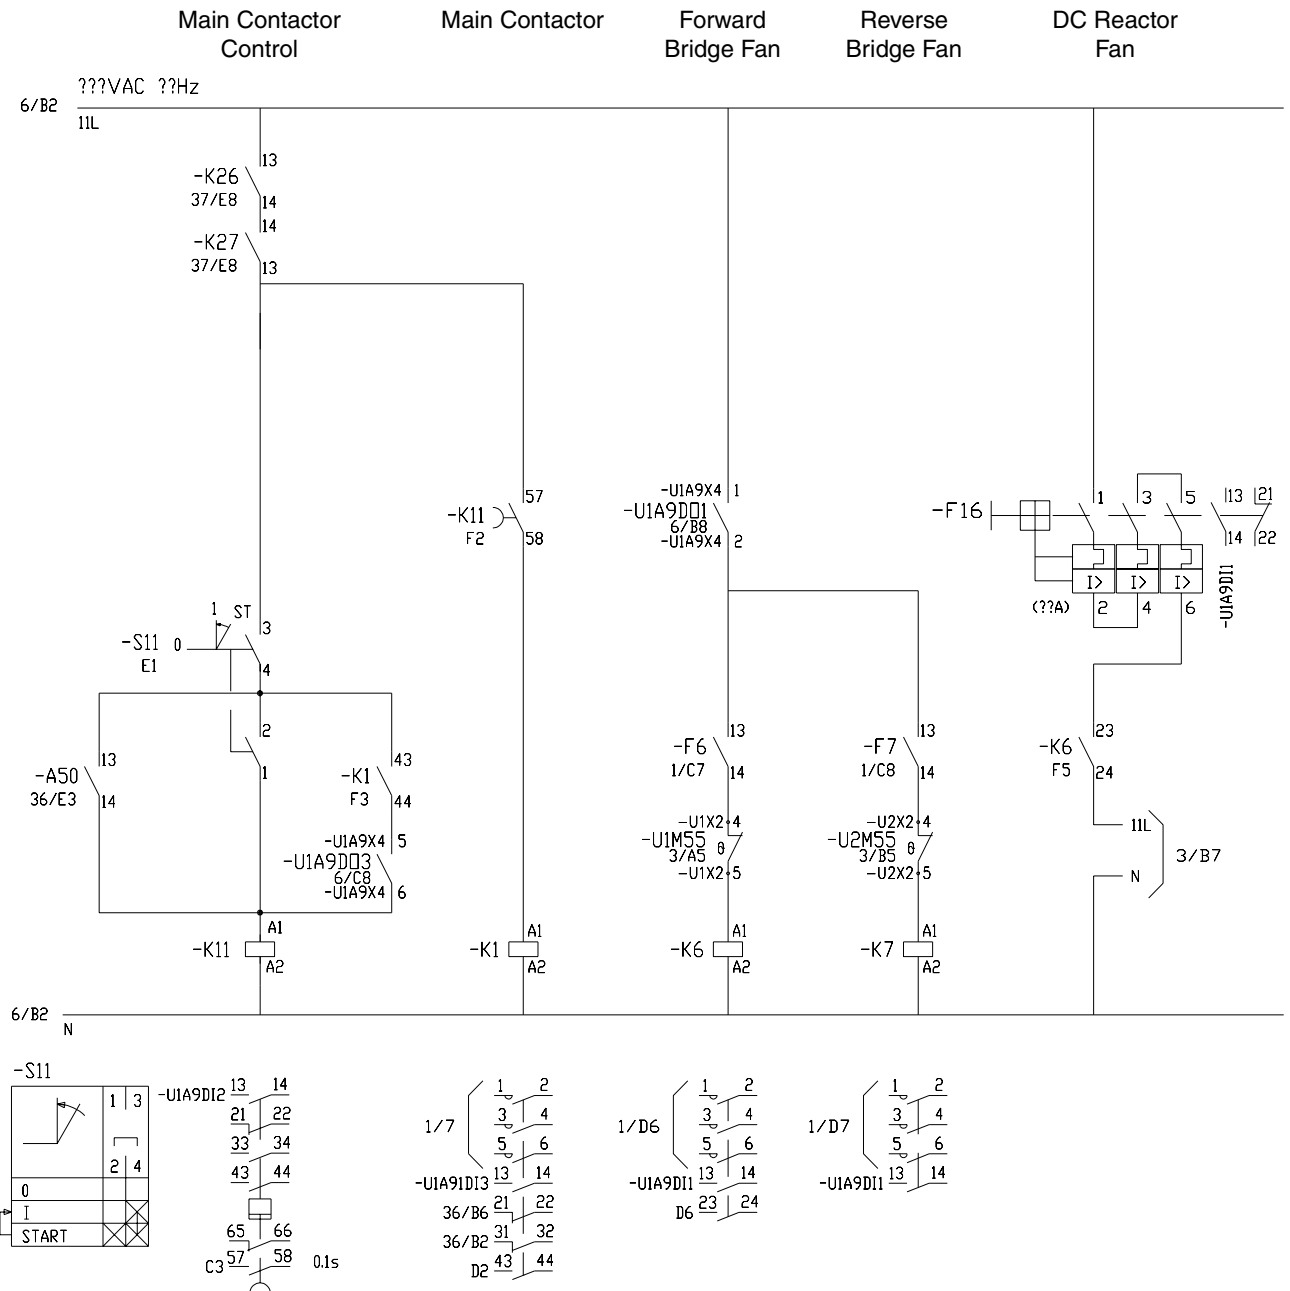 Main Contactor Control
Main Contactor
Forward Bridge Fan
Reverse Bridge Fan
DC Reactor Fan
???VAC ??Hz
6/B2
11L
13
-K26
37/E8
14
14
-K27
37/E8
13
57
-K11
F2
58
-U1A9X4 1
-U1A9DO1
6/B8
-U1A9X4 2
-F16
1
3
5
13
21
14
22
I>
I>
I>
(??A)
2
4
6
-U1A9DI1
1
ST
3
-S11 0
E1
4
2
1
13
-A50
36/E3
14
43
-K1
F3
44
-U1A9X4 5
-U1A9DO3
6/C8
-U1A9X4 6
13
-F6
1/C7
14
-U1X2 4
-U1M55 θ
3/A5
-U1X2 5
13
-F7
1/C8
14
-U2X2 4
-U2M55 θ
3/B5
-U2X2 5
23
-K6
F5
24
11L
3/B7
N
A1
-K11
A2
A1
-K1
A2
A1
-K6
A2
A1
-K7
A2
6/B2
N
-S11
1 3
2 4
0
I
START
-U1A9DI2 13 14
21 22
33 34
43 44
65 66
C3 57 58 0.1s
1/7
1 2
3 4
5 6
-U1A91DI3 13 14
36/B6 21 22
36/B2 31 32
D2 43 44
1/D6
1 2
3 4
5 6
-U1A9DI1 13 14
D6 23 24
1/D7
1 2
3 4
5 6
-U1A9DI1 13 14